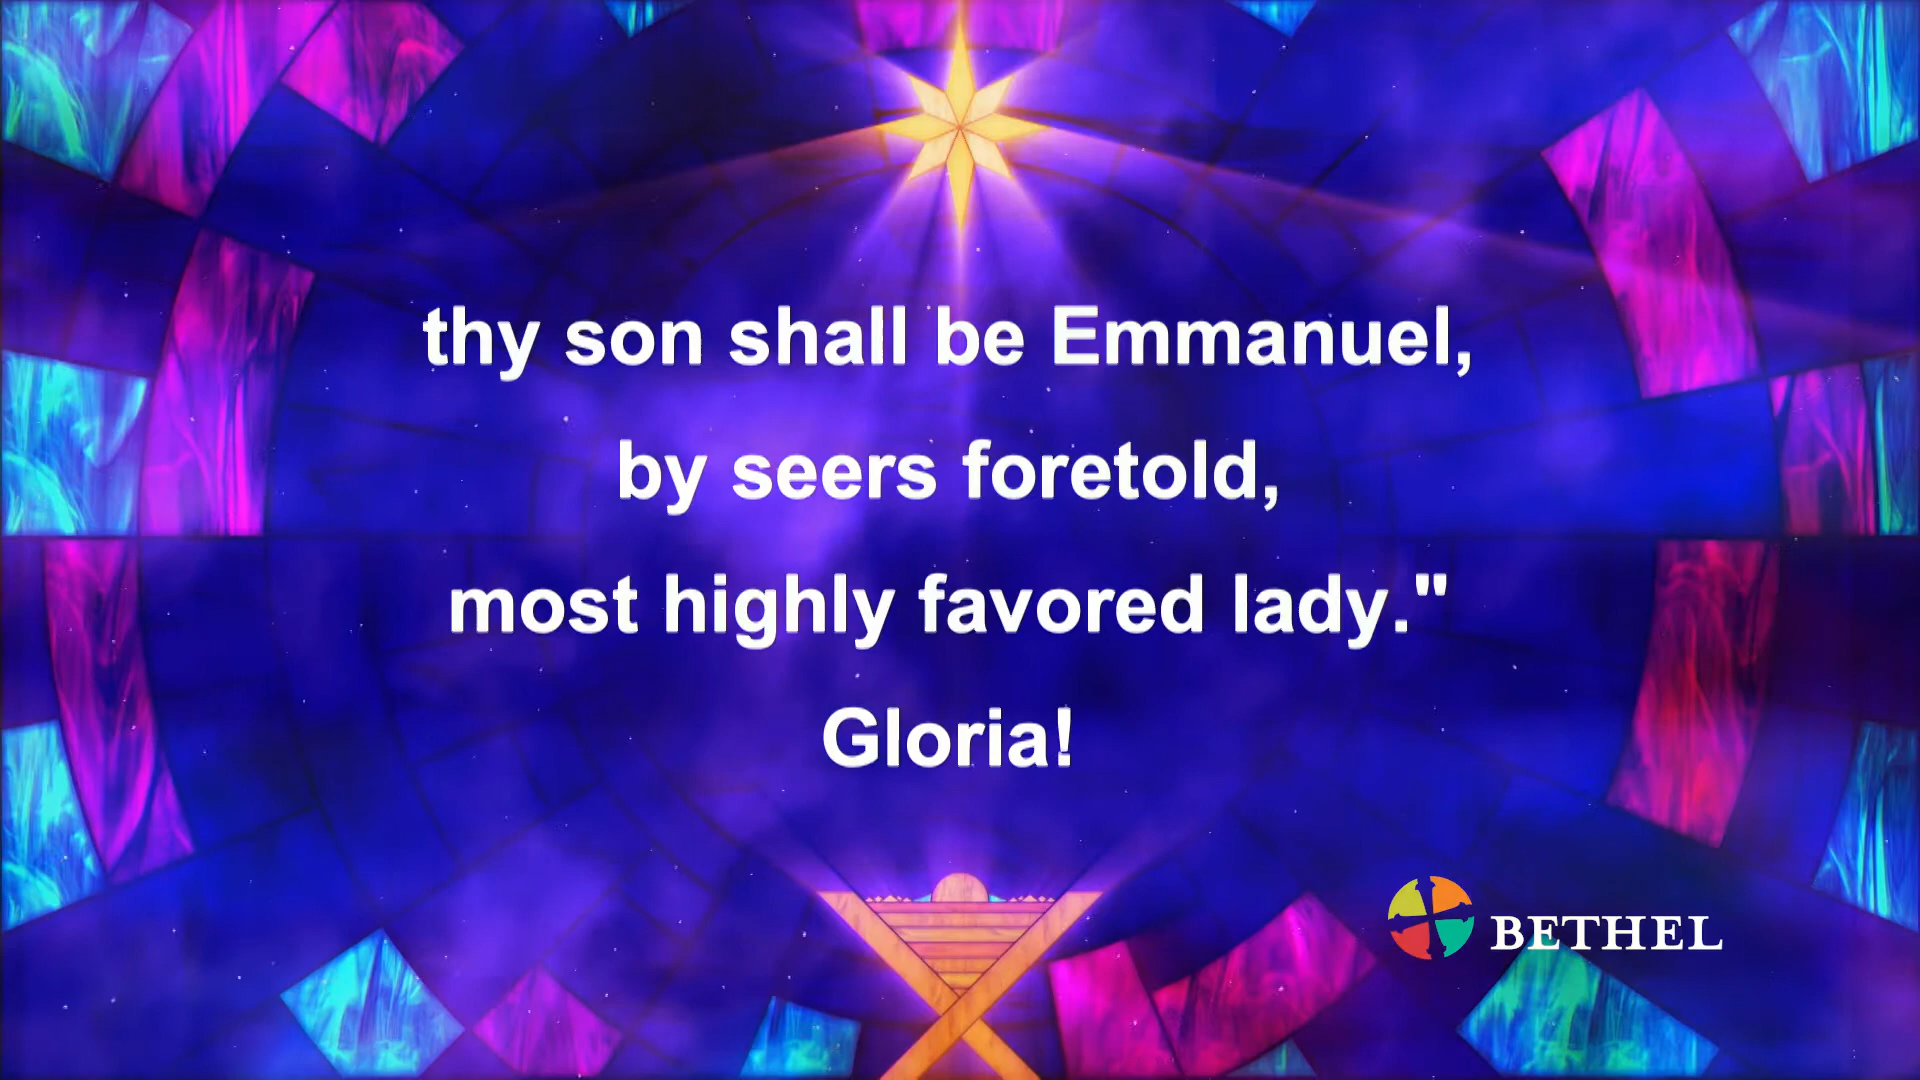 thy son shall be Emmanuel,
by seers foretold,
most highly favored lady."
Gloria!
BETHEL